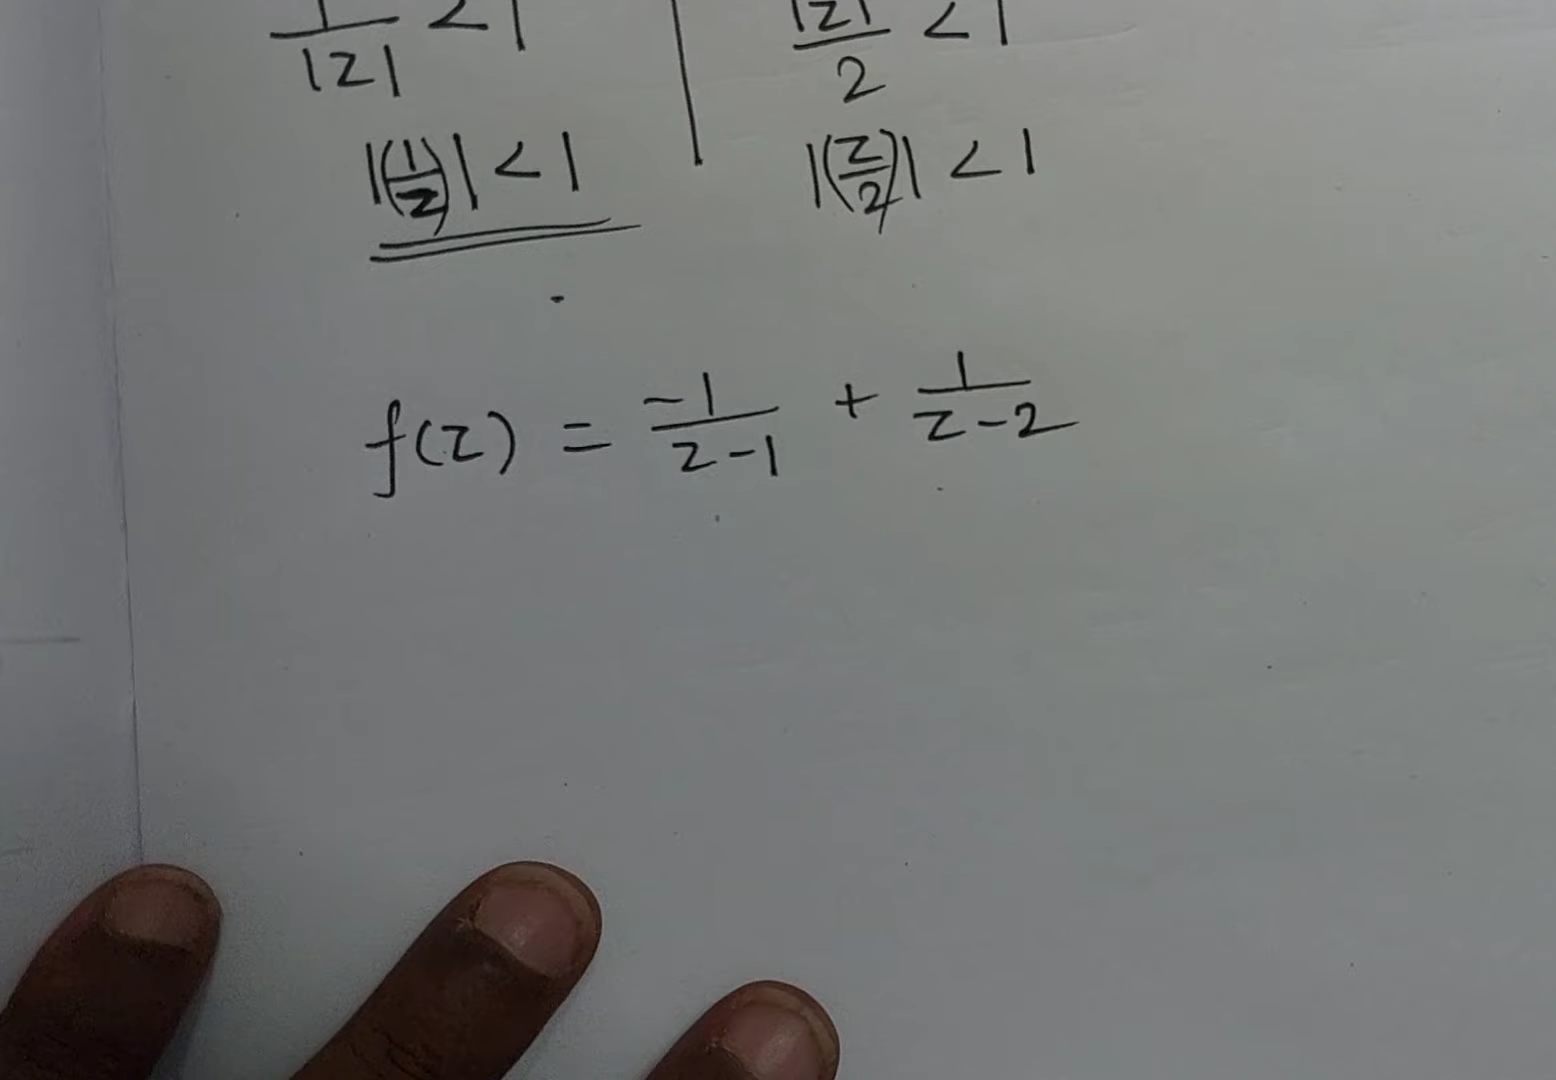 1/|z| < 1 |z|/2 < 1
|(1/z)| < 1 |(z/2)| < 1
f(z) = -1/(z-1) + 1/(z-2)